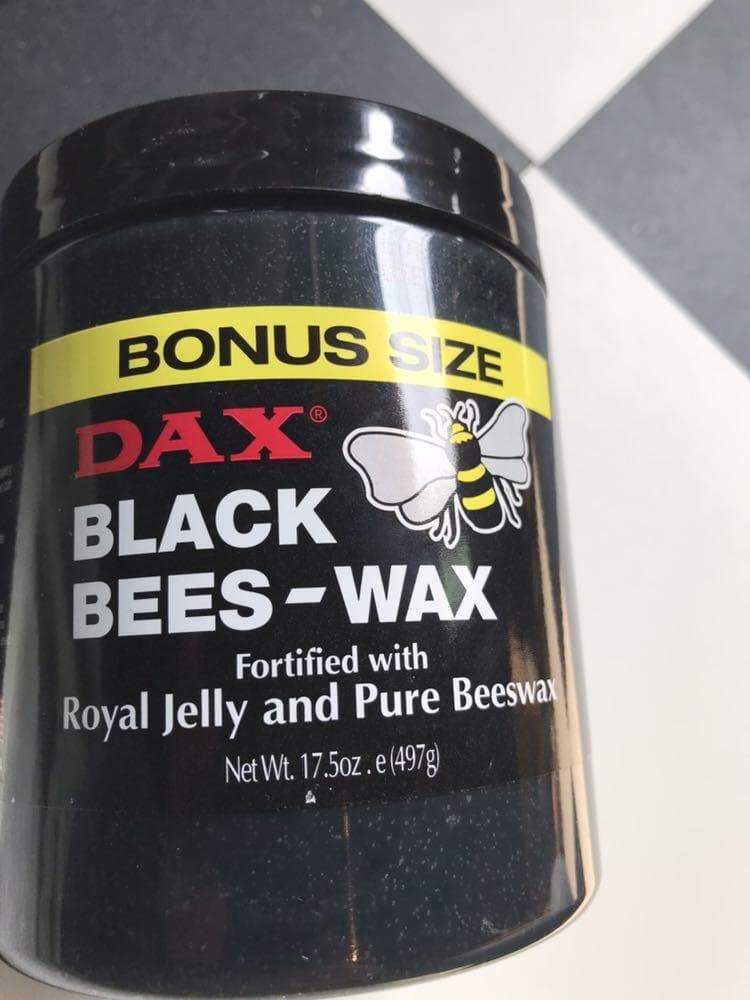 BONUS SIZE
DAX®
BLACK
BEES-WAX
Fortified with
Royal Jelly and Pure Beeswax
Net Wt. 17.5oz . e (497g)